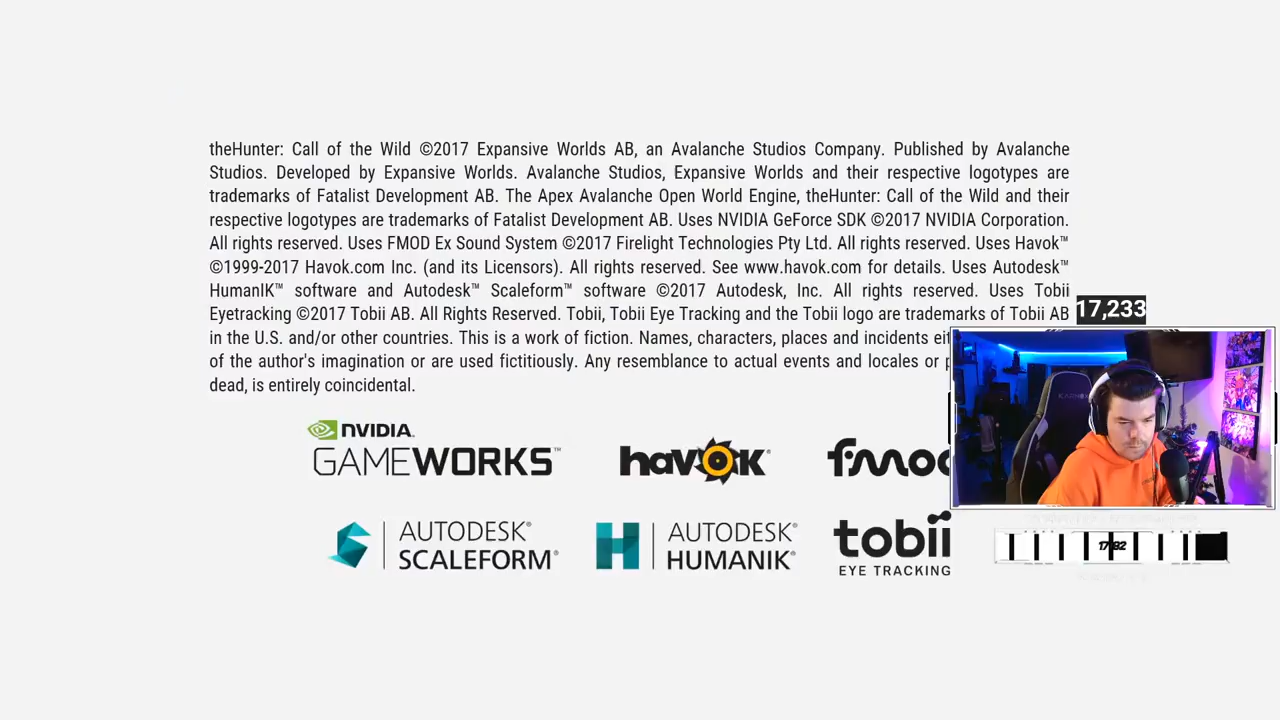 theHunter: Call of the Wild ©2017 Expansive Worlds AB, an Avalanche Studios Company. Published by Avalanche
Studios. Developed by Expansive Worlds. Avalanche Studios, Expansive Worlds and their respective logotypes are
trademarks of Fatalist Development AB. The Apex Avalanche Open World Engine, theHunter: Call of the Wild and their
respective logotypes are trademarks of Fatalist Development AB. Uses NVIDIA GeForce SDK ©2017 NVIDIA Corporation.
All rights reserved. Uses FMOD Ex Sound System ©2017 Firelight Technologies Pty Ltd. All rights reserved. Uses Havok™
©1999-2017 Havok.com Inc. (and its Licensors). All rights reserved. See www.havok.com for details. Uses Autodesk™
HumanIK™ software and Autodesk™ Scaleform™ software ©2017 Autodesk, Inc. All rights reserved. Uses Tobii
Eyetracking ©2017 Tobii AB. All Rights Reserved. Tobii, Tobii Eye Tracking and the Tobii logo are trademarks of Tobii AB
17,233
in the U.S. and/or other countries. This is a work of fiction. Names, characters, places and incidents
of the author's imagination or are used fictitiously. Any resemblance to actual events and locales or
dead, is entirely coincidental.
NVIDIA.
GAMEWORKS™
havok®
fmod
AUTODESK®
SCALEFORM®
AUTODESK®
HUMANIK®
tobii
EYE TRACKING